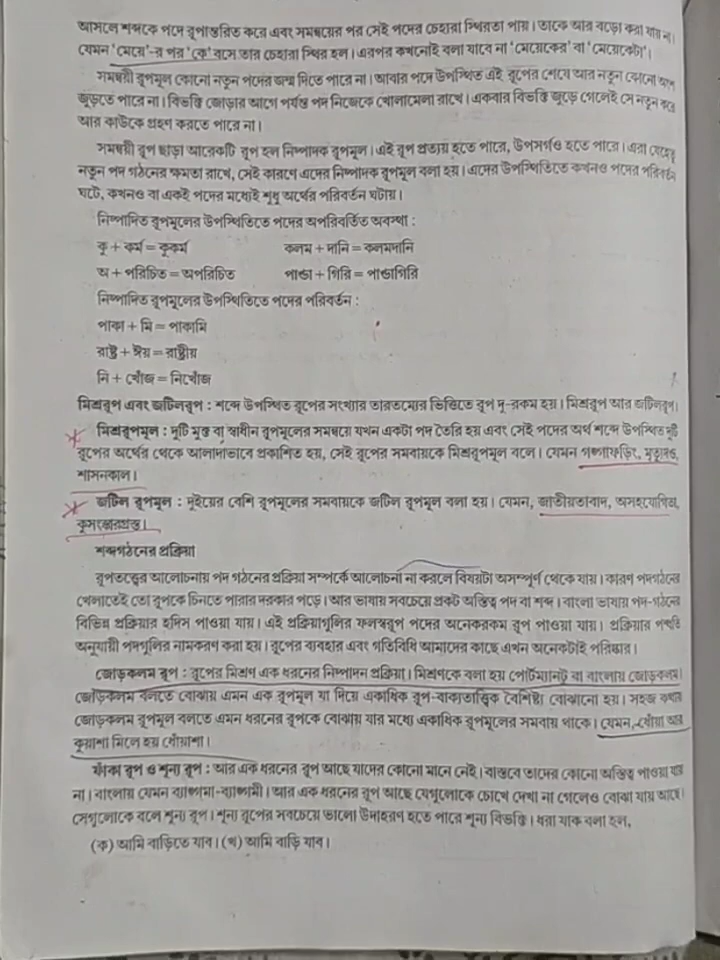 আসলে শব্দকে পদে রূপান্তরিত করে এবং সমন্বয়ের পর সেই পদের চেহারা স্থিরতা পায়। তাকে আর বড়ো করা যায় না।
যেমন 'মেয়ে'-র পর 'কে' বসে তার চেহারা স্থির হল। এরপর কখনোই বলা যাবে না 'মেয়েকের' বা 'মেয়েকেটা'।
সমন্বয়ী রূপমূল কোনো নতুন পদের জন্ম দিতে পারে না। আবার পদে উপস্থিত এই রূপের শেষে আর নতুন কোনো অংশ
জুড়তে পারে না। বিভক্তি জোড়ার আগে পর্যন্ত পদ নিজেকে খোলামেলা রাখে। একবার বিভক্তি জুড়ে গেলেই সে নতুন করে
আর কাউকে গ্রহণ করতে পারে না।
সমন্বয়ী রূপ ছাড়া আরেকটি রূপ হল নিষ্পাদক রূপমূল। এই রূপ প্রত্যয় হতে পারে, উপসর্গও হতে পারে। এরা যেহেতু
নতুন পদ গঠনের ক্ষমতা রাখে, সেই কারণে এদের নিষ্পাদক রূপমূল বলা হয়। এদের উপস্থিতিতে কখনও পদের পরিবর্তন
ঘটে, কখনও বা একই পদের মধ্যেই শুধু অর্থের পরিবর্তন ঘটায়।
নিষ্পাদিত রূপমূলের উপস্থিতিতে পদের অপরিবর্তিত অবস্থা :
কু + কর্ম = কুকর্ম কলম + দানি = কলমদানি
অ + পরিচিত = অপরিচিত পাণ্ডা + গিরি = পাণ্ডাগিরি
নিষ্পাদিত রূপমূলের উপস্থিতিতে পদের পরিবর্তন :
পাকা + মি = পাকামি
রাষ্ট্র + ঈয় = রাষ্ট্রীয়
নি + খোঁজ = নিখোঁজ
মিশ্ররূপ এবং জটিলরূপ : শব্দে উপস্থিত রূপের সংখ্যার তারতম্যের ভিত্তিতে রূপ দু-রকম হয়। মিশ্ররূপ আর জটিলরূপ।
মিশ্ররূপমূল : দুটি মুক্ত বা স্বাধীন রূপমূলের সমন্বয়ে যখন একটা পদ তৈরি হয় এবং সেই পদের অর্থ শব্দে উপস্থিত দুটি
রূপের অর্থের থেকে আলাদাভাবে প্রকাশিত হয়, সেই রূপের সমবায়কে মিশ্ররূপমূল বলে। যেমন গঙ্গাফড়িং, মৃত্যুদণ্ড,
শাসনকাল।
জটিল রূপমূল : দুইয়ের বেশি রূপমূলের সমবায়কে জটিল রূপমূল বলা হয়। যেমন, জাতীয়তাবাদ, অসহযোগিতা,
কুসংস্কারগ্রস্ত।
শব্দগঠনের প্রক্রিয়া
রূপতত্ত্বের আলোচনায় পদ গঠনের প্রক্রিয়া সম্পর্কে আলোচনা না করলে বিষয়টা অসম্পূর্ণ থেকে যায়। কারণ পদগঠনের
খেলাতেই তো রূপকে চিনতে পারার দরকার পড়ে। আর ভাষায় সবচেয়ে প্রকট অস্তিত্ব পদ বা শব্দ। বাংলা ভাষায় পদ-গঠনের
বিভিন্ন প্রক্রিয়ার হদিস পাওয়া যায়। এই প্রক্রিয়াগুলির ফলস্বরূপ পদের অনেকরকম রূপ পাওয়া যায়। প্রক্রিয়ার পদ্ধতি
অনুযায়ী পদগুলির নামকরণ করা হয়। রূপের ব্যবহার এবং গতিবিধি আমাদের কাছে এখন অনেকটাই পরিষ্কার।
জোড়কলম রূপ : রূপের মিশ্রণ এক ধরনের নিষ্পাদন প্রক্রিয়া। মিশ্রণকে বলা হয় পোর্টম্যানটু বা বাংলায় জোড়কলম।
জোড়কলম বলতে বোঝায় এমন এক রূপমূল যা দিয়ে একাধিক রূপ-বাক্যতাত্ত্বিক বৈশিষ্ট্য বোঝানো হয়। সহজ কথায়
জোড়কলম রূপমূল বলতে এমন ধরনের রূপকে বোঝায় যার মধ্যে একাধিক রূপমূলের সমবায় থাকে। যেমন, ধোঁয়া আর
কুয়াশা মিলে হয় ধোঁয়াশা।
ফাঁকা রূপ ও শূন্য রূপ : আর এক ধরনের রূপ আছে যাদের কোনো মানে নেই। বাস্তবে তাদের কোনো অস্তিত্ব পাওয়া যায়
না। বাংলায় যেমন ব্যাঙ্গমা-ব্যাঙ্গমী। আর এক ধরনের রূপ আছে যেগুলোকে চোখে দেখা না গেলেও বোঝা যায় আছে।
সেগুলোকে বলে শূন্য রূপ। শূন্য রূপের সবচেয়ে ভালো উদাহরণ হতে পারে শূন্য বিভক্তি। ধরা যাক বলা হল,
(ক) আমি বাড়িতে যাব। (খ) আমি বাড়ি যাব।